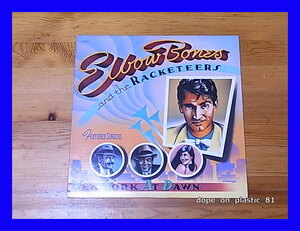 Elbow Bones
and the RACKETEERS
FEATURED SINGERS
NEW YORK AT DAWN
dope on plastic 81